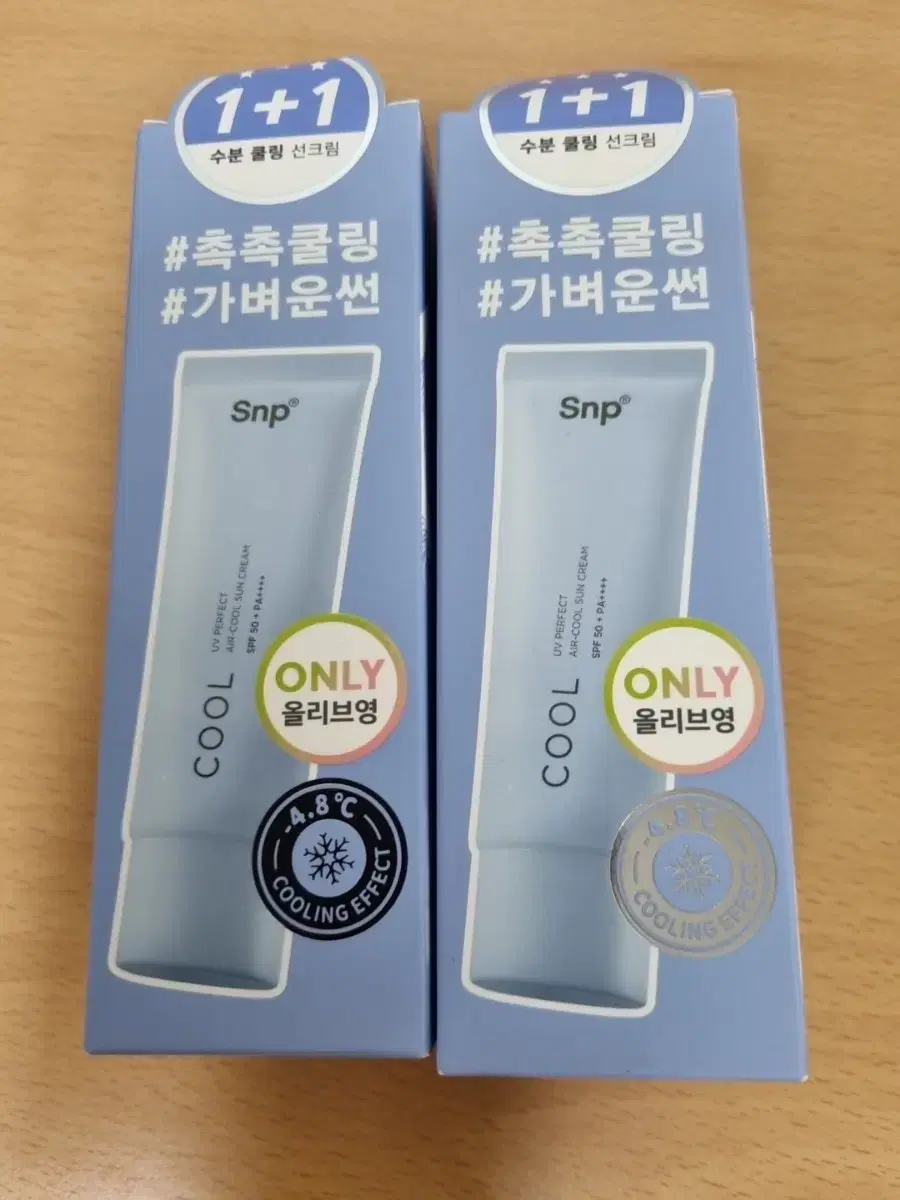 1+1
수분 쿨링 선크림
#촉촉쿨링
#가벼운썬
Snp®
COOL
UV PERFECT
AIR-COOL SUN CREAM
SPF 50 + PA++++
ONLY
올리브영
-4.8℃
COOLING EFFECT
1+1
수분 쿨링 선크림
#촉촉쿨링
#가벼운썬
Snp®
COOL
UV PERFECT
AIR-COOL SUN CREAM
SPF 50 + PA++++
ONLY
올리브영
-4.8℃
COOLING EFFECT